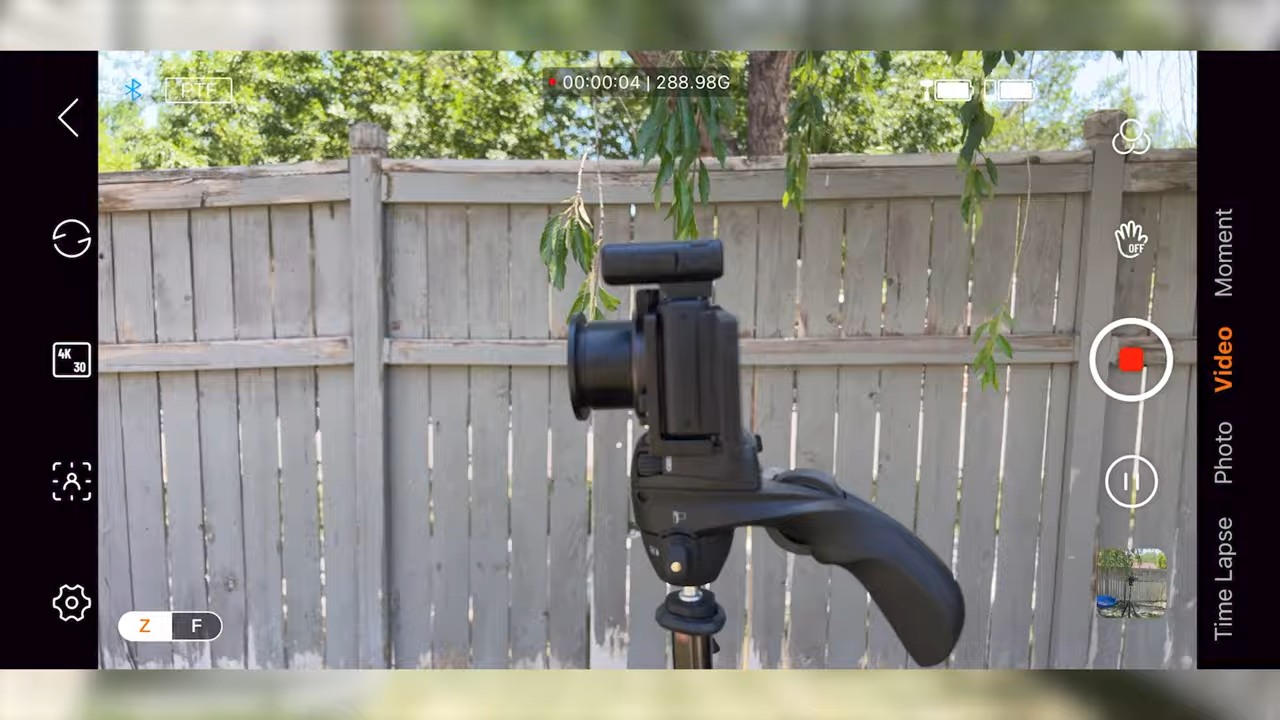 PTF
00:00:04 | 288.98G
4K
30
OFF
Z F
Moment
Video
Photo
Time Lapse